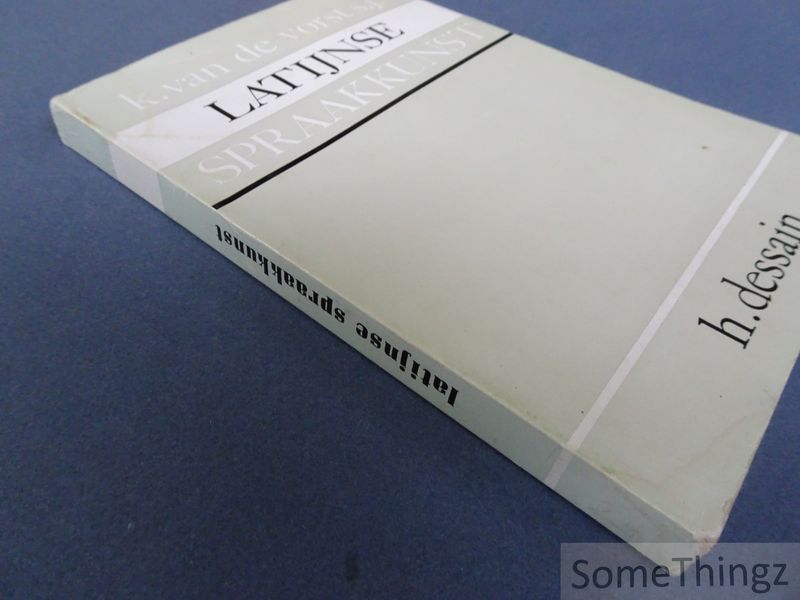 k. van de vorst s.j.
LATIJNSE
SPRAAKKUNST
h. dessain
latijnse spraakkunst
SomeThingz